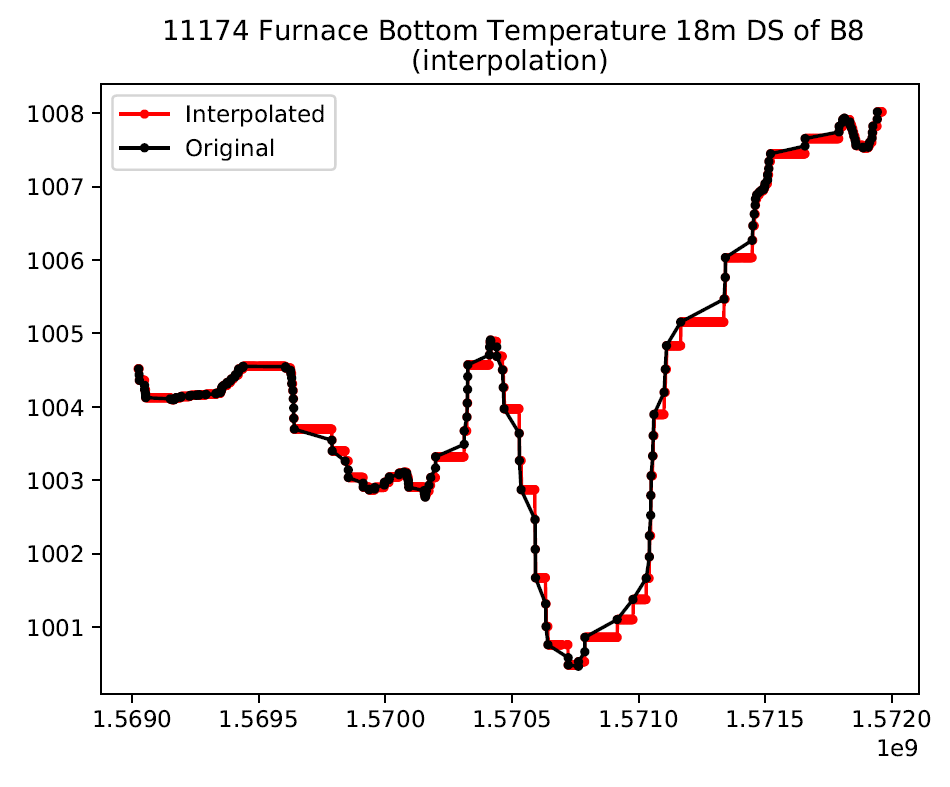 11174 Furnace Bottom Temperature 18m DS of B8
(interpolation)
Interpolated
Original
1008
1007
1006
1005
1004
1003
1002
1001
1.5690 1.5695 1.5700 1.5705 1.5710 1.5715 1.5720
1e9